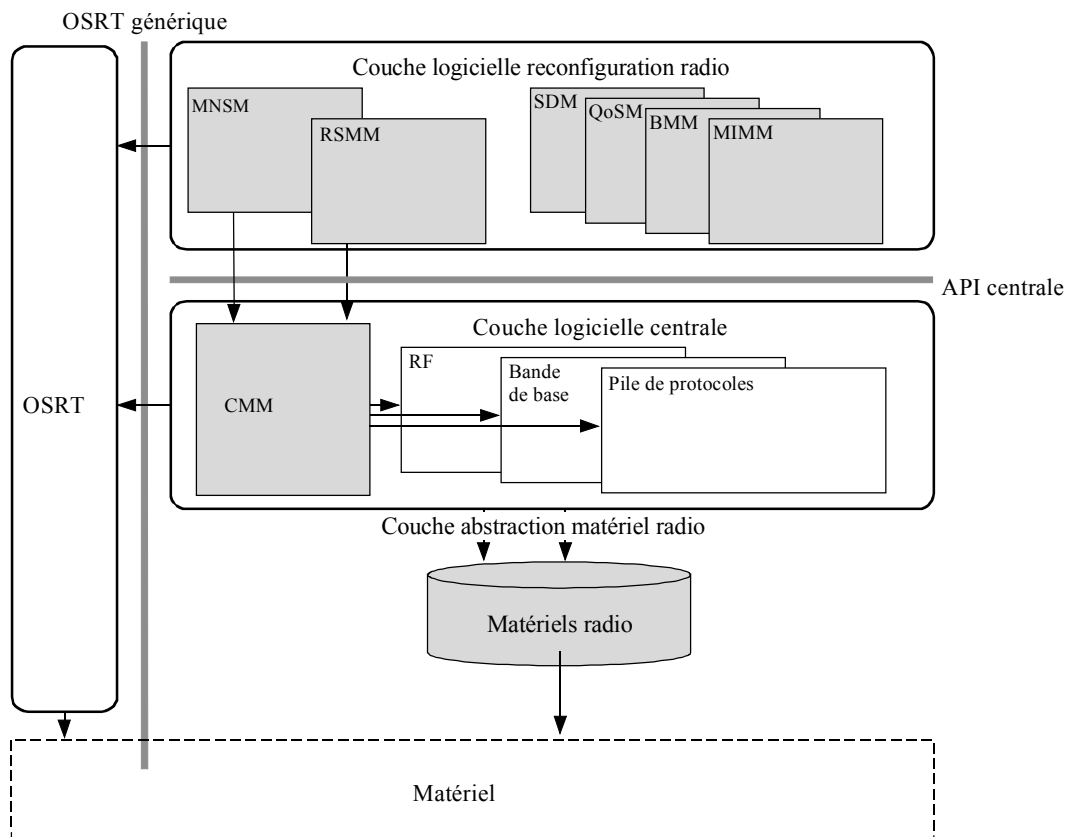 OSRT générique
Couche logicielle reconfiguration radio
MNSM
RSMM
SDM
QoSM
BMM
MIMM
API centrale
Couche logicielle centrale
OSRT
CMM
RF
Bande
de base
Pile de protocoles
Couche abstraction matériel radio
Matériels radio
Matériel